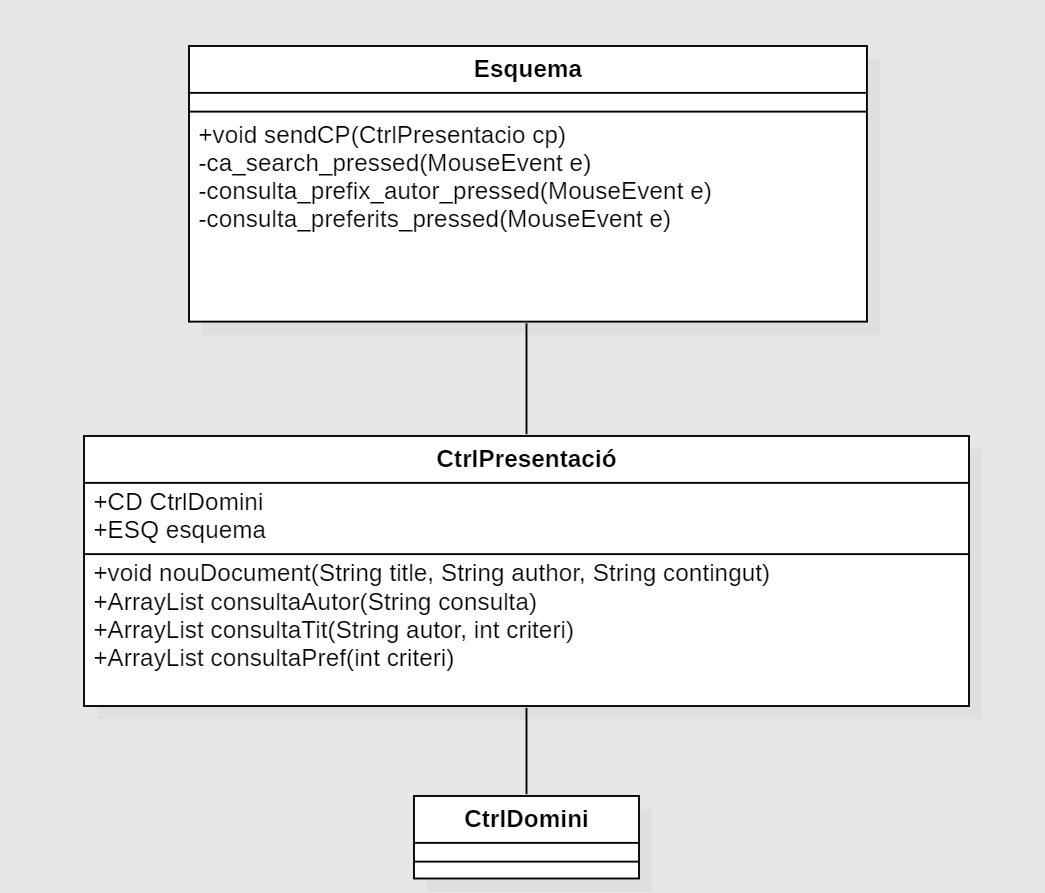 Esquema
+void sendCP(CtrlPresentacio cp)
-ca_search_pressed(MouseEvent e)
-consulta_prefix_autor_pressed(MouseEvent e)
-consulta_preferits_pressed(MouseEvent e)
CtrlPresentació
+CD CtrlDomini
+ESQ esquema
+void nouDocument(String title, String author, String contingut)
+ArrayList consultaAutor(String consulta)
+ArrayList consultaTit(String autor, int criteri)
+ArrayList consultaPref(int criteri)
CtrlDomini